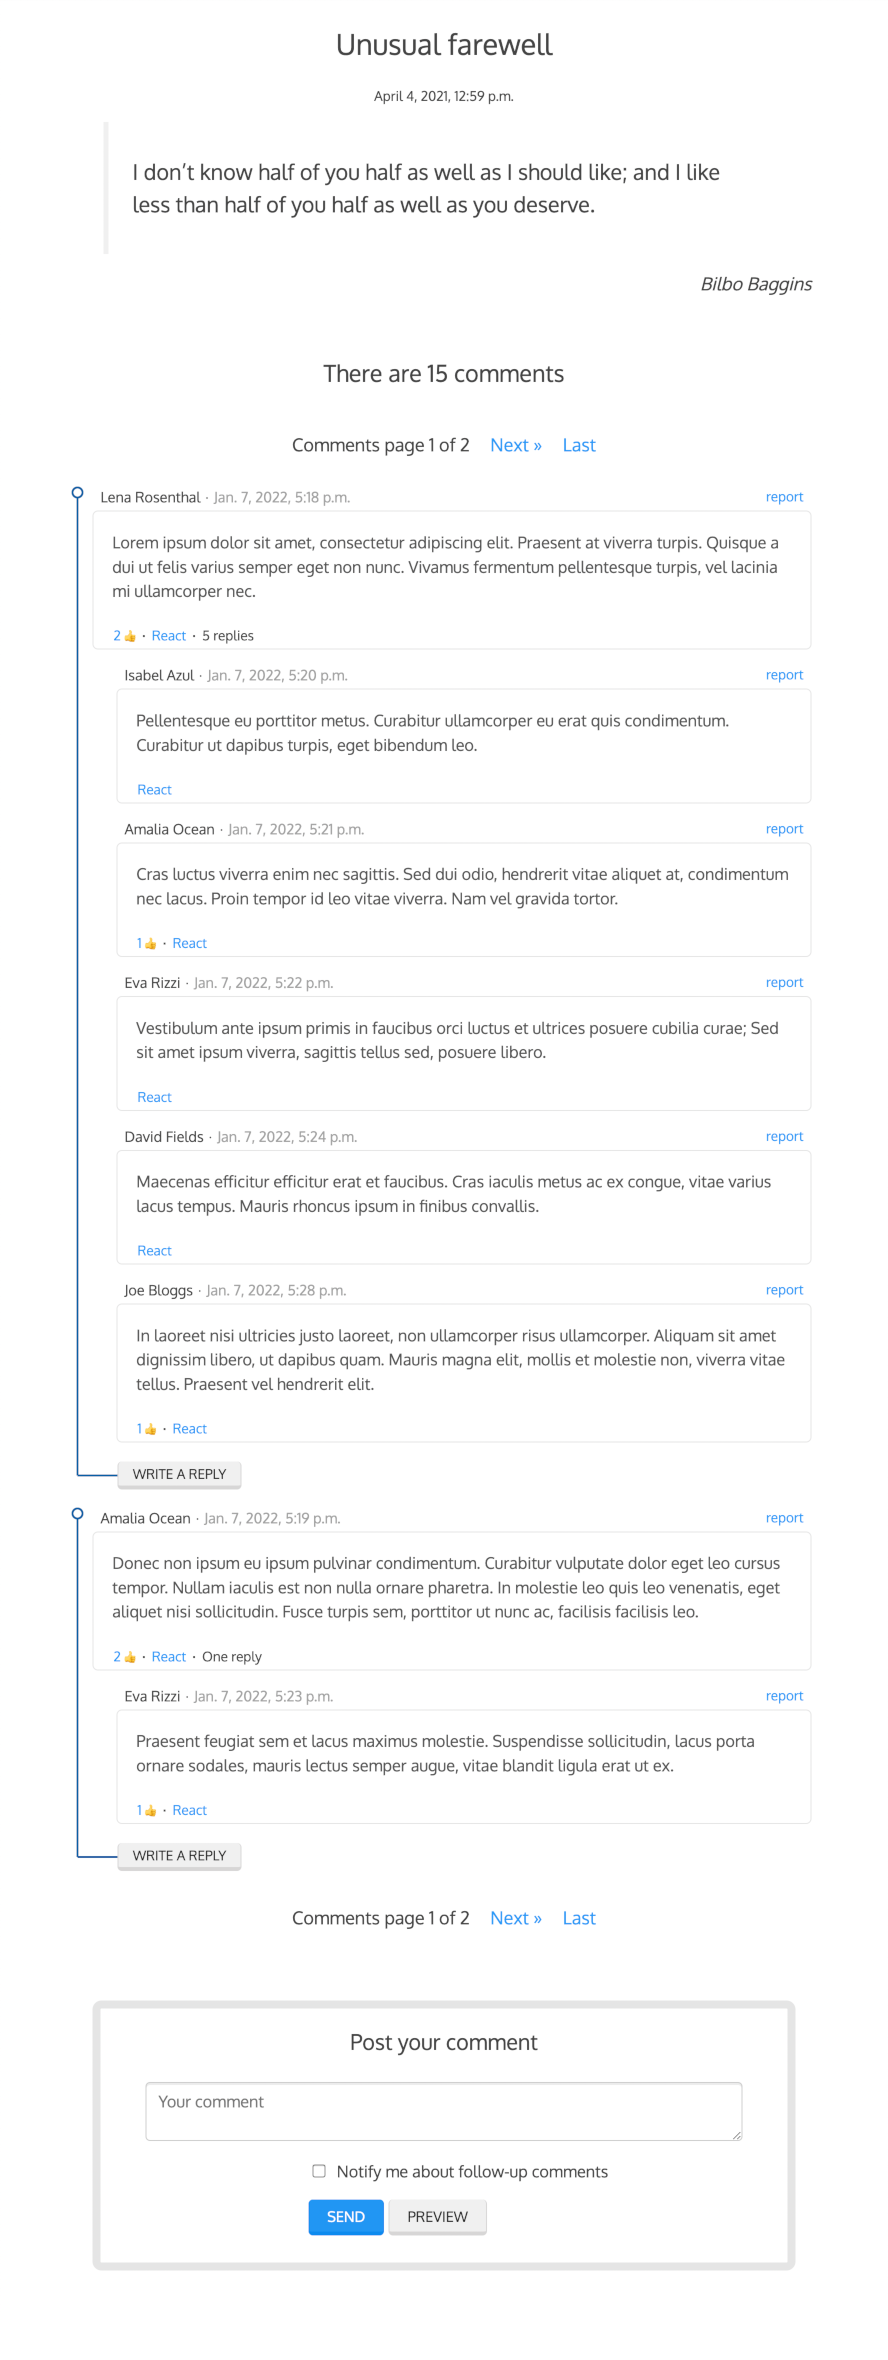 Unusual farewell
April 4, 2021, 12:59 p.m.
I don’t know half of you half as well as I should like; and I like
less than half of you half as well as you deserve.
Bilbo Baggins
There are 15 comments
Comments page 1 of 2 Next » Last
Lena Rosenthal · Jan. 7, 2022, 5:18 p.m. report
Lorem ipsum dolor sit amet, consectetur adipiscing elit. Praesent at viverra turpis. Quisque a
dui ut felis varius semper eget non nunc. Vivamus fermentum pellentesque turpis, vel lacinia
mi ullamcorper nec.
2 👍 · React · 5 replies
Isabel Azul · Jan. 7, 2022, 5:20 p.m. report
Pellentesque eu porttitor metus. Curabitur ullamcorper eu erat quis condimentum.
Curabitur ut dapibus turpis, eget bibendum leo.
React
Amalia Ocean · Jan. 7, 2022, 5:21 p.m. report
Cras luctus viverra enim nec sagittis. Sed dui odio, hendrerit vitae aliquet at, condimentum
nec lacus. Proin tempor id leo vitae viverra. Nam vel gravida tortor.
1 👍 · React
Eva Rizzi · Jan. 7, 2022, 5:22 p.m. report
Vestibulum ante ipsum primis in faucibus orci luctus et ultrices posuere cubilia curae; Sed
sit amet ipsum viverra, sagittis tellus sed, posuere libero.
React
David Fields · Jan. 7, 2022, 5:24 p.m. report
Maecenas efficitur efficitur erat et faucibus. Cras iaculis metus ac ex congue, vitae varius
lacus tempus. Mauris rhoncus ipsum in finibus convallis.
React
Joe Bloggs · Jan. 7, 2022, 5:28 p.m. report
In laoreet nisi ultricies justo laoreet, non ullamcorper risus ullamcorper. Aliquam sit amet
dignissim libero, ut dapibus quam. Mauris magna elit, mollis et molestie non, viverra vitae
tellus. Praesent vel hendrerit elit.
1 👍 · React
WRITE A REPLY
Amalia Ocean · Jan. 7, 2022, 5:19 p.m. report
Donec non ipsum eu ipsum pulvinar condimentum. Curabitur vulputate dolor eget leo cursus
tempor. Nullam iaculis est non nulla ornare pharetra. In molestie leo quis leo venenatis, eget
aliquet nisi sollicitudin. Fusce turpis sem, porttitor ut nunc ac, facilisis facilisis leo.
2 👍 · React · One reply
Eva Rizzi · Jan. 7, 2022, 5:23 p.m. report
Praesent feugiat sem et lacus maximus molestie. Suspendisse sollicitudin, lacus porta
ornare sodales, mauris lectus semper augue, vitae blandit ligula erat ut ex.
1 👍 · React
WRITE A REPLY
Comments page 1 of 2 Next » Last
Post your comment
Your comment
Notify me about follow-up comments
SEND PREVIEW